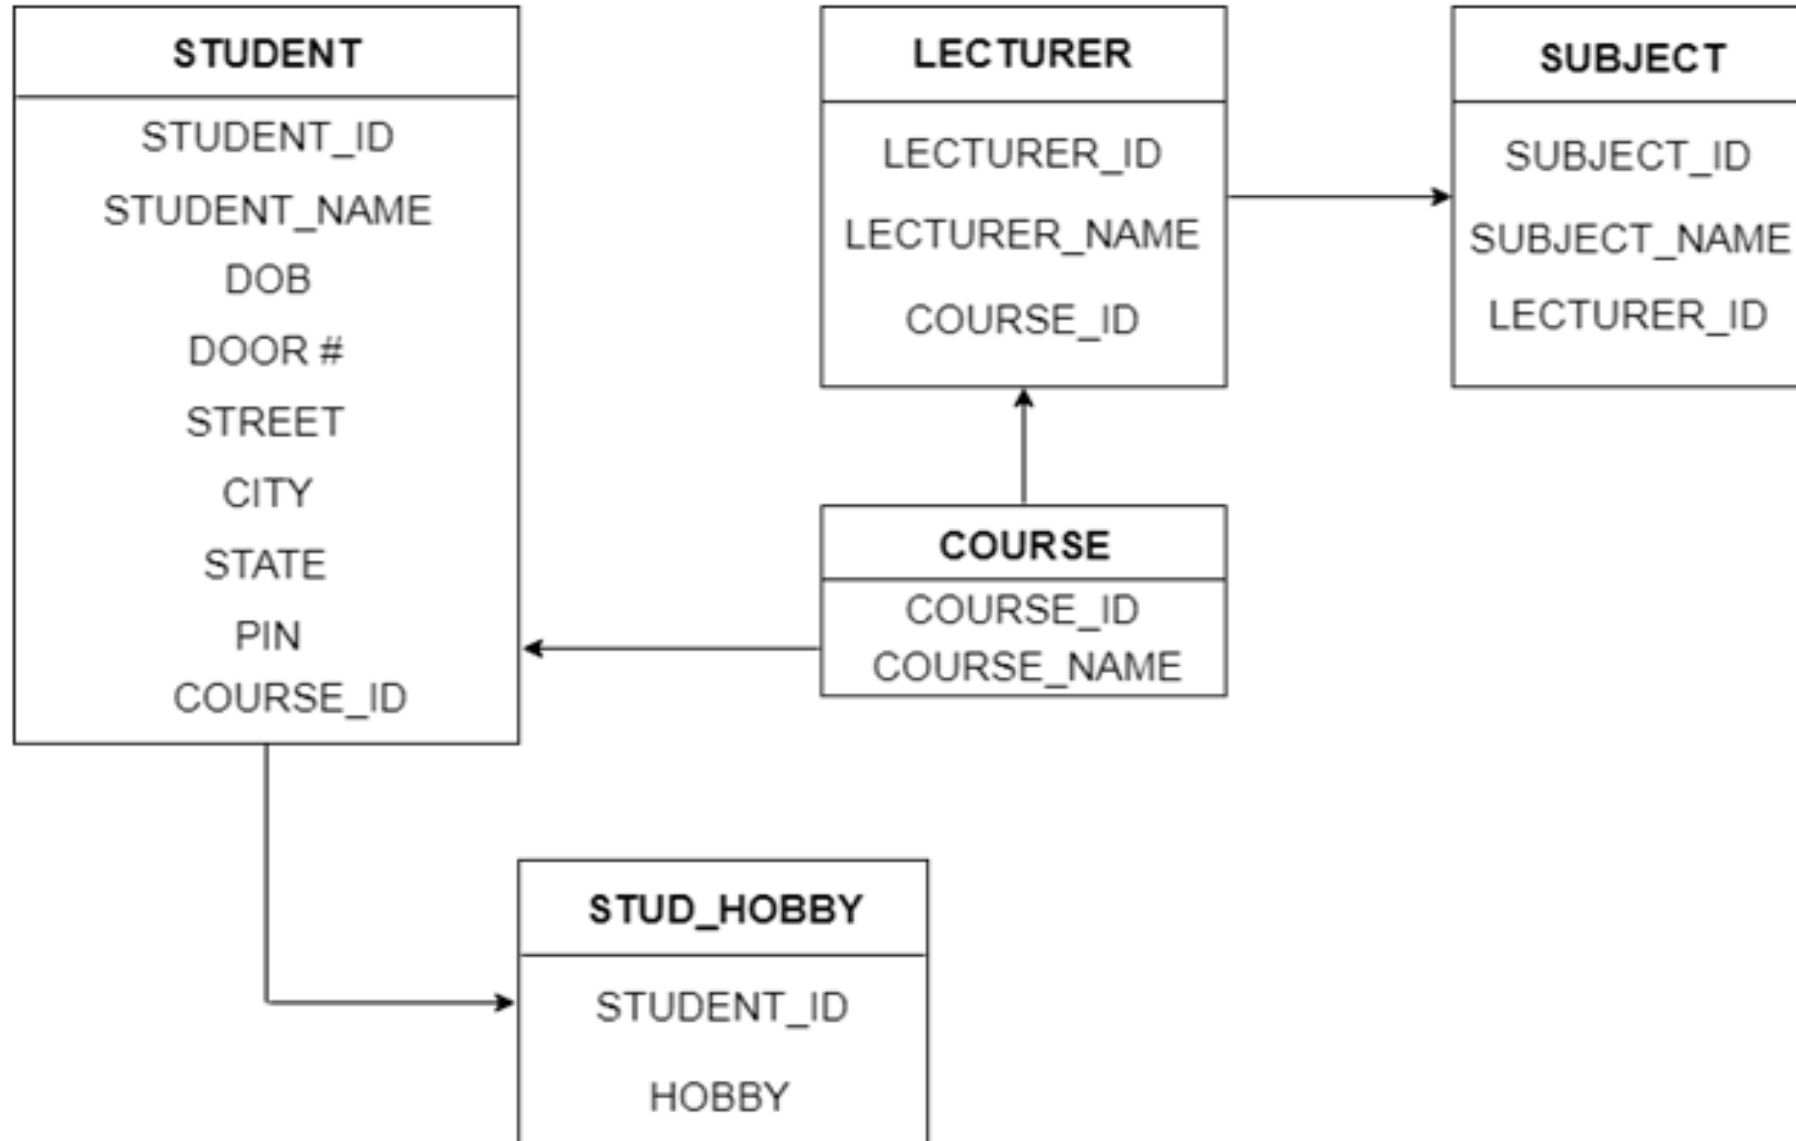 STUDENT
STUDENT_ID
STUDENT_NAME
DOB
DOOR #
STREET
CITY
STATE
PIN
COURSE_ID
LECTURER
LECTURER_ID
LECTURER_NAME
COURSE_ID
SUBJECT
SUBJECT_ID
SUBJECT_NAME
LECTURER_ID
COURSE
COURSE_ID
COURSE_NAME
STUD_HOBBY
STUDENT_ID
HOBBY